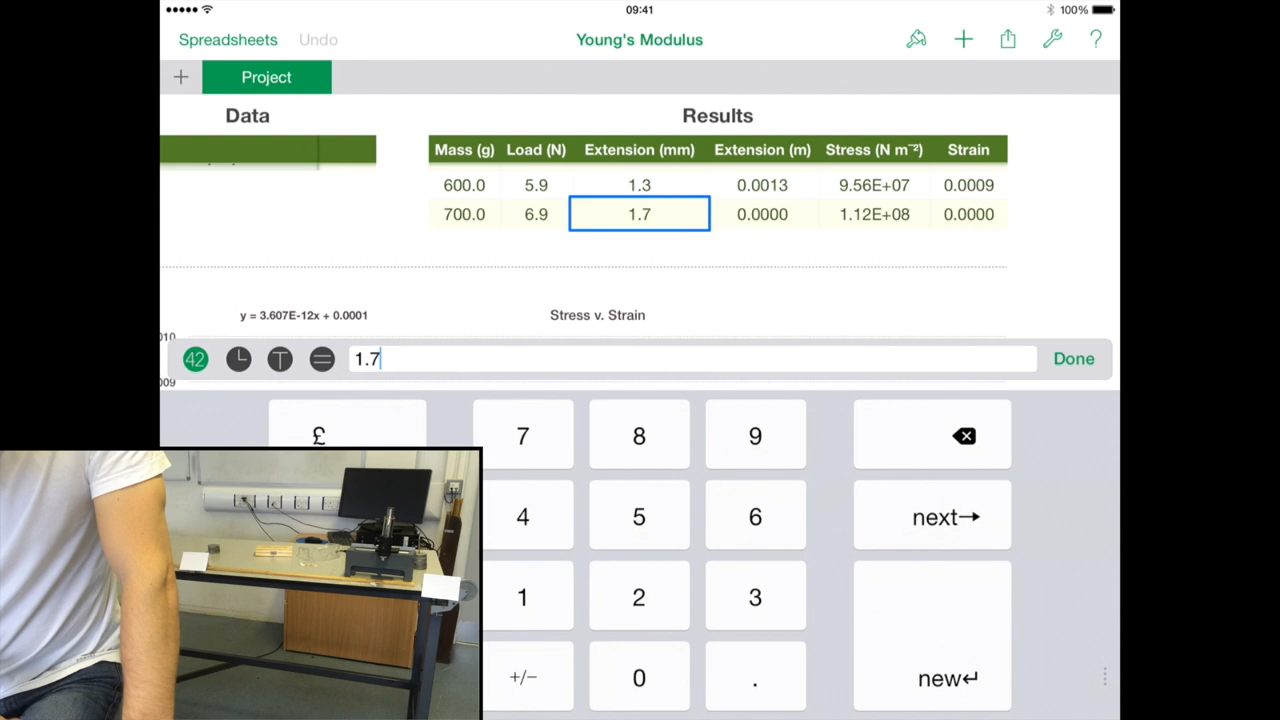 09:41
100%
Spreadsheets Undo Young's Modulus ?
+ Project
Data Results
Mass (g) Load (N) Extension (mm) Extension (m) Stress (N m⁻²) Strain
600.0 5.9 1.3 0.0013 9.56E+07 0.0009
700.0 6.9 1.7 0.0000 1.12E+08 0.0000
y = 3.607E-12x + 0.0001 Stress v. Strain
010
42 T = 1.7 Done
009
£ 7 8 9
4 5 6 next→
1 2 3
+/− 0 . new↵